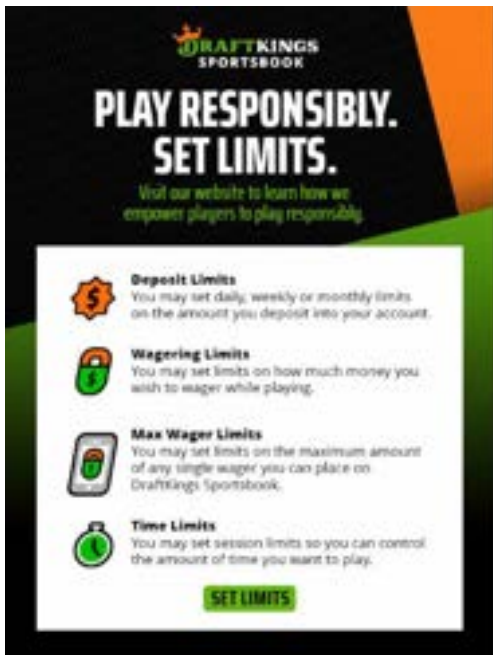 DRAFTKINGS
SPORTSBOOK
PLAY RESPONSIBLY.
SET LIMITS.
Visit our website to learn how we
empower players to play responsibly.
Deposit Limits
You may set daily, weekly or monthly limits
on the amount you deposit into your account.
Wagering Limits
You may set limits on how much money you
wish to wager while playing.
Max Wager Limits
You may set limits on the maximum amount
of any single wager you can place on
DraftKings Sportsbook.
Time Limits
You may set session limits so you can control
the amount of time you want to play.
SET LIMITS